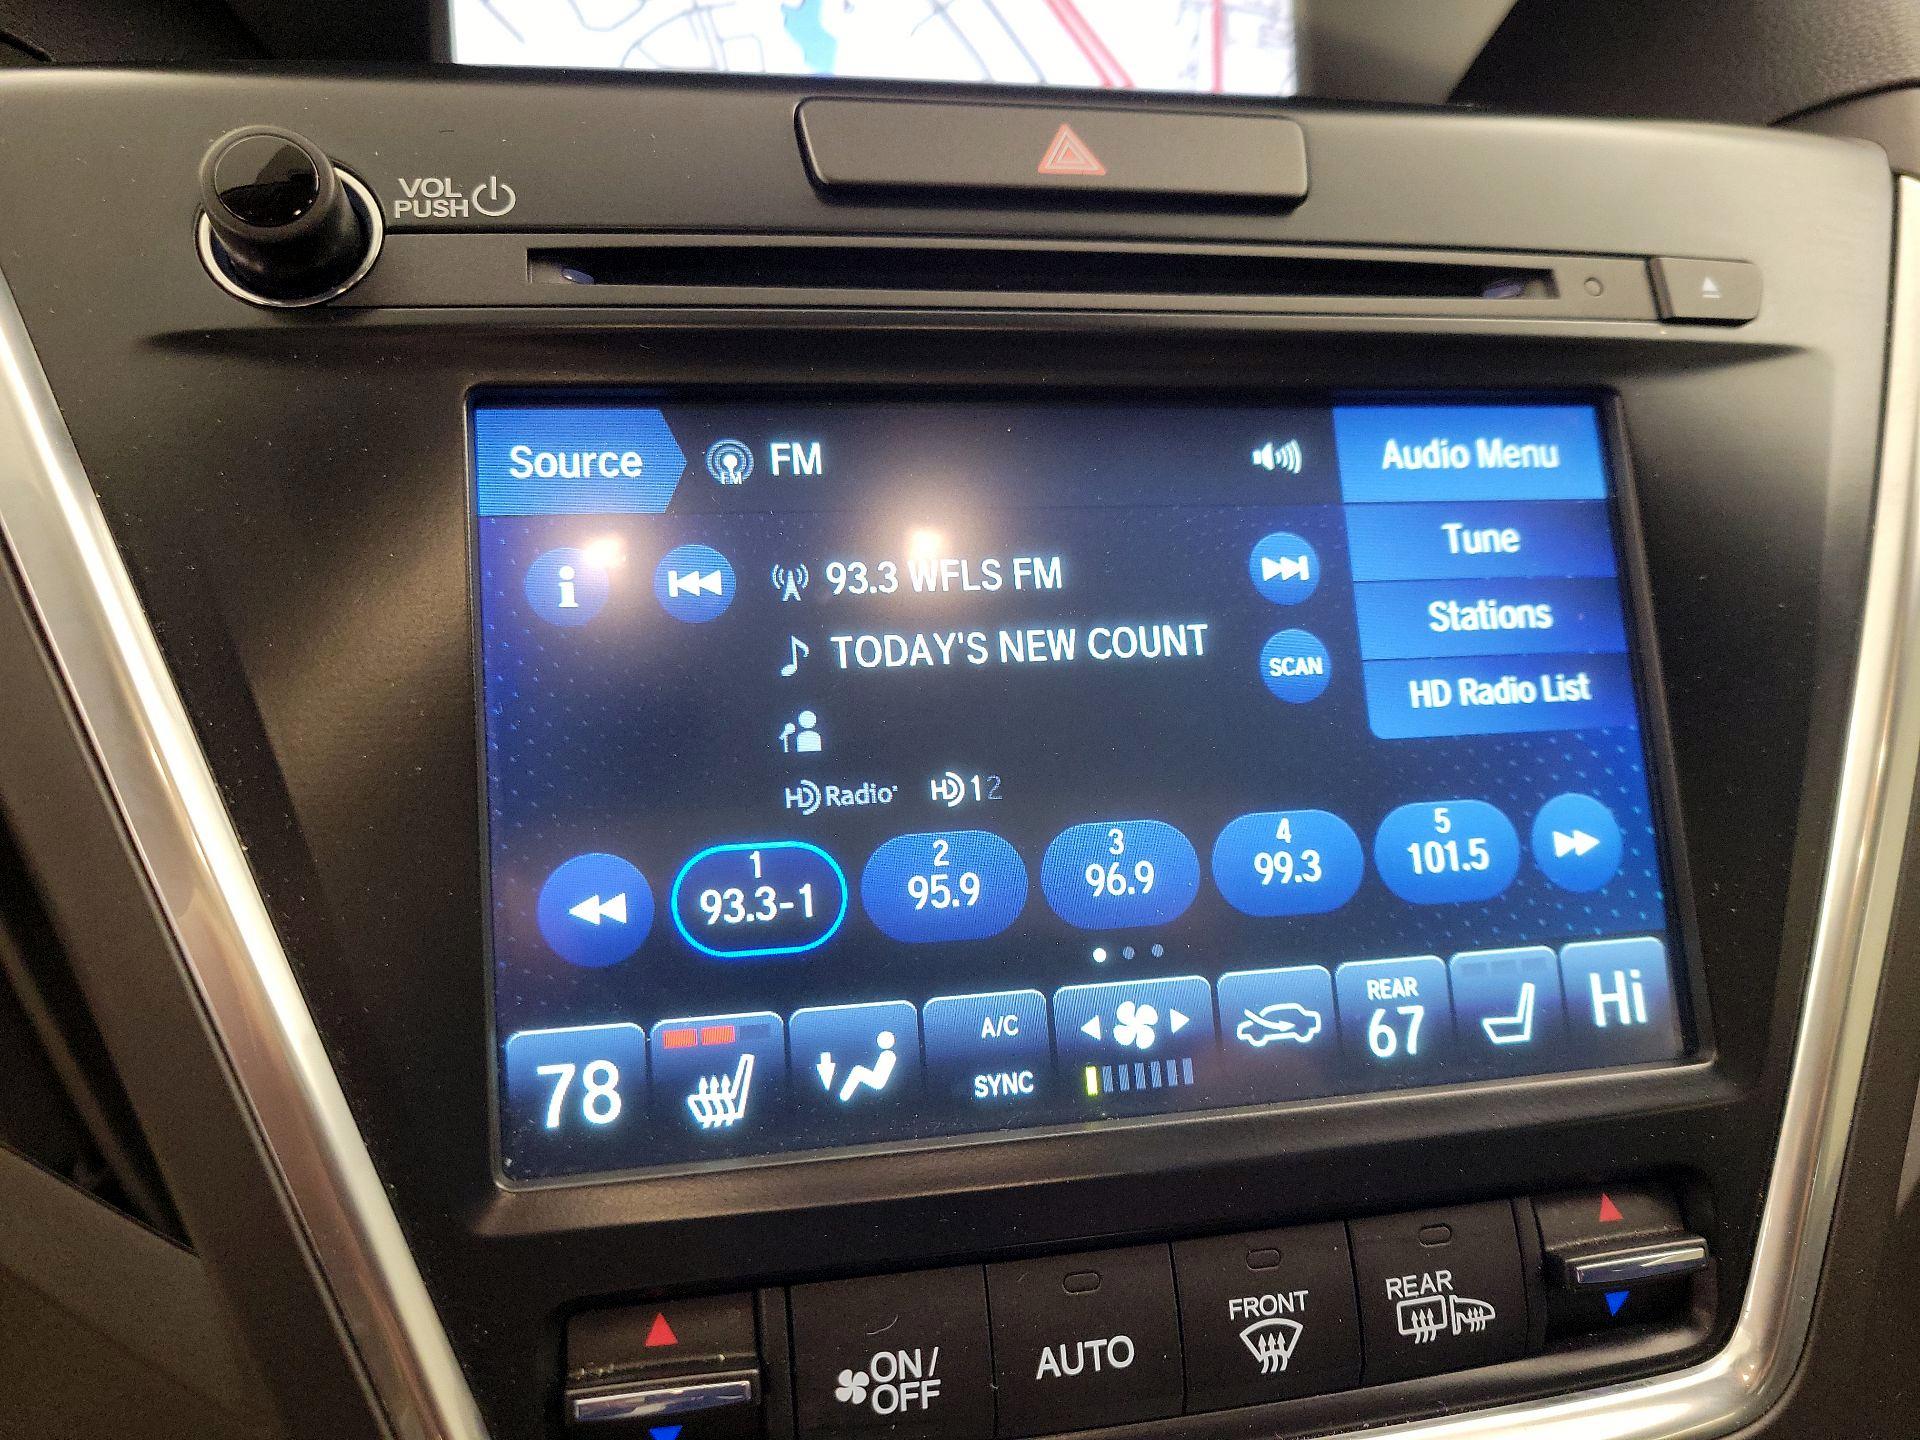 VOL
PUSH
Source
FM
FM
Audio Menu
Tune
93.3 WFLS FM
Stations
TODAY'S NEW COUNT
SCAN
HD Radio List
HD Radio
HD 1 2
1
93.3-1
2
95.9
3
96.9
4
99.3
5
101.5
78
A/C
SYNC
REAR
67
Hi
ON/
OFF
AUTO
FRONT
REAR